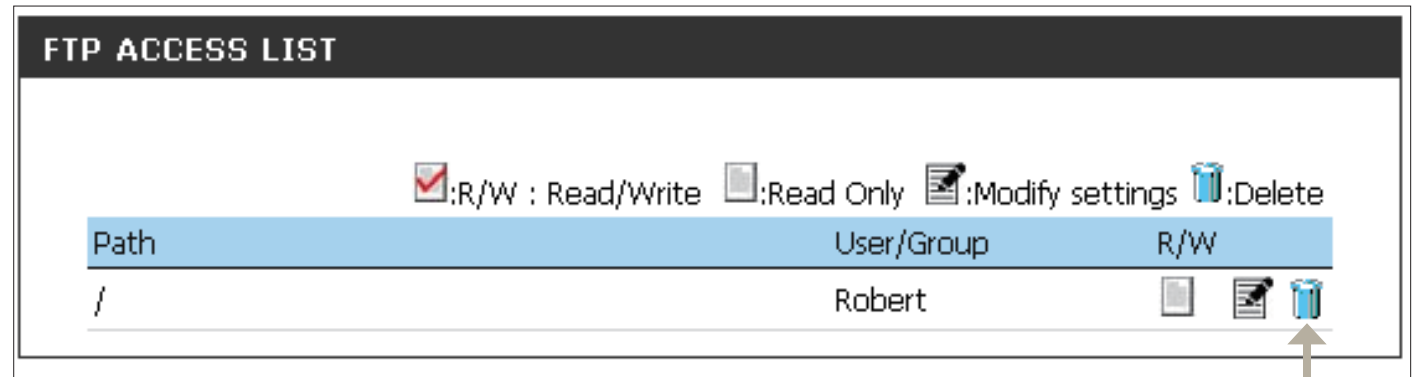 FTP ACCESS LIST
:R/W : Read/Write :Read Only :Modify settings :Delete
Path User/Group R/W
/ Robert